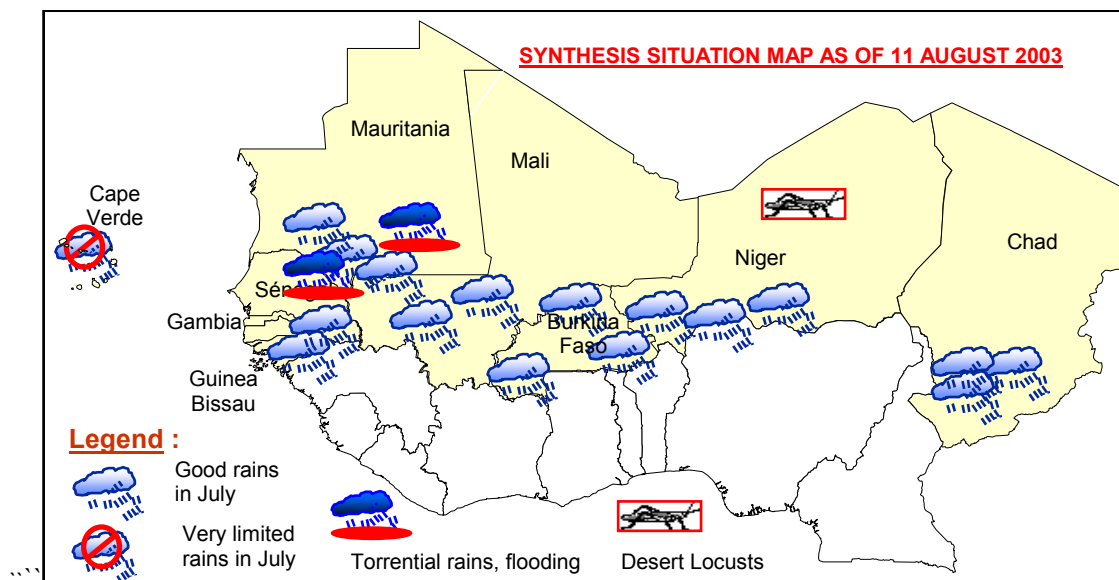 SYNTHESIS SITUATION MAP AS OF 11 AUGUST 2003
Mauritania
Mali
Cape
Verde
Chad
Niger
Sénégal
Gambia
Burkina
Faso
Guinea
Bissau
Legend :
Good rains
in July
Very limited
rains in July
Torrential rains, flooding
Desert Locusts